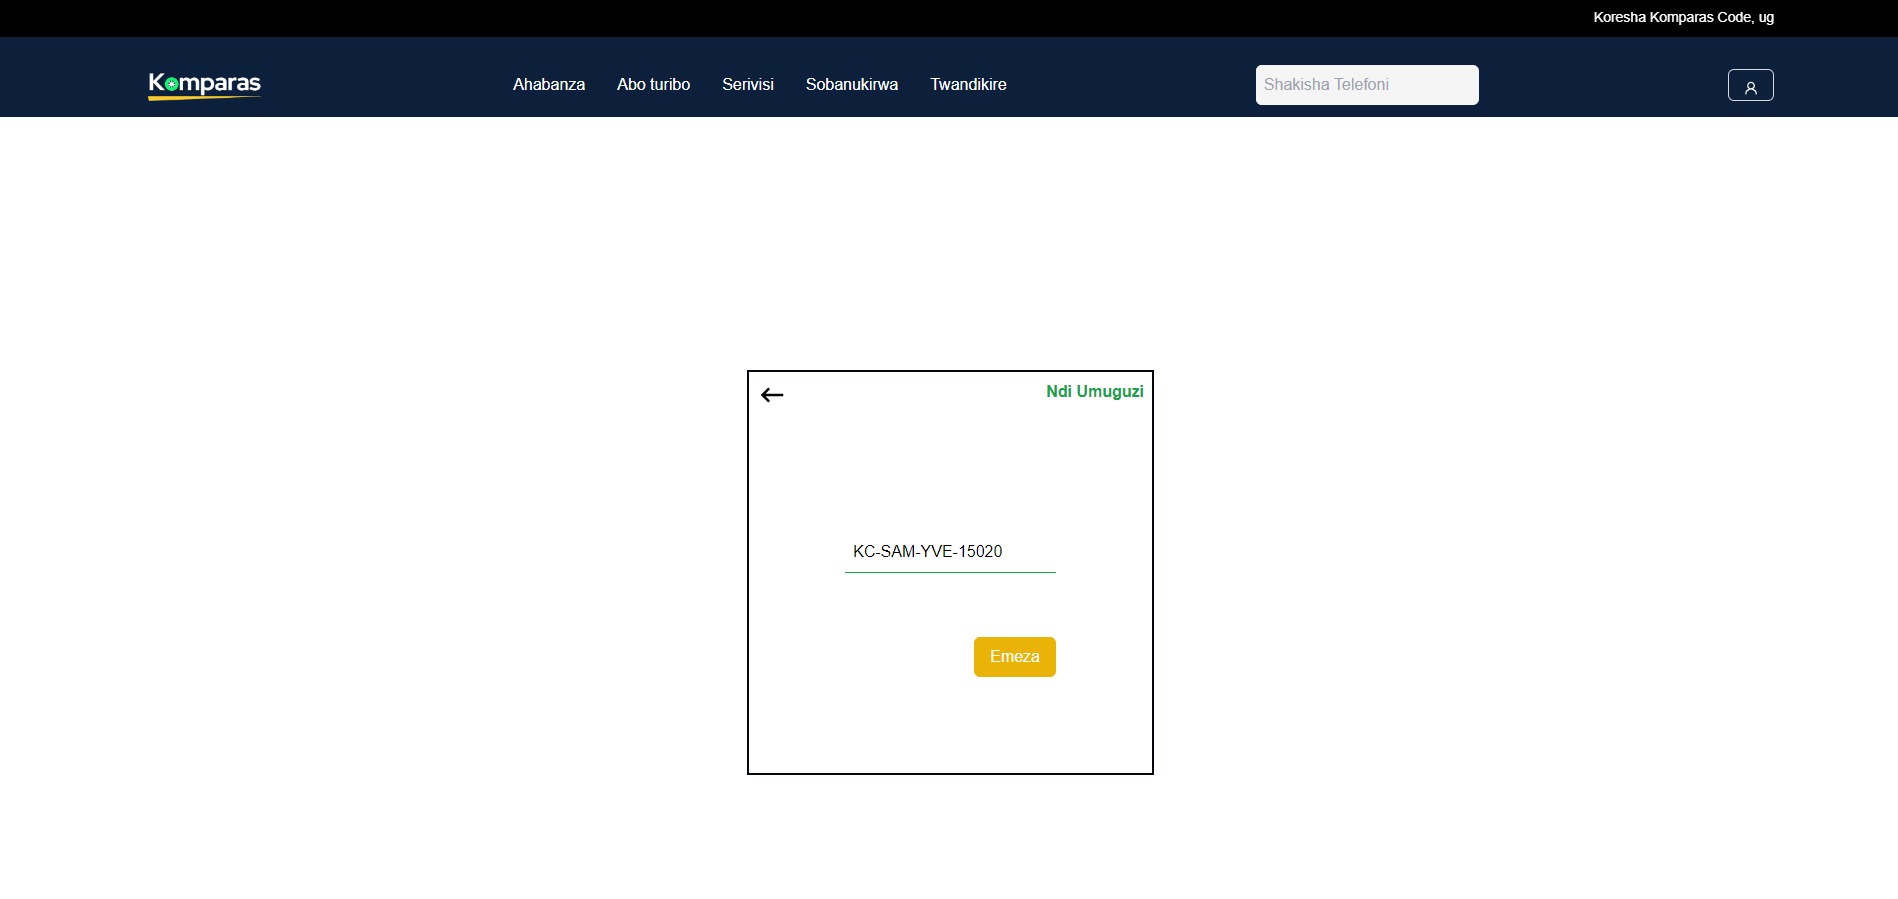 Koresha Komparas Code, ug
Komparas
Ahabanza Abo turibo Serivisi Sobanukirwa Twandikire
Shakisha Telefoni
Ndi Umuguzi
KC-SAM-YVE-15020
Emeza